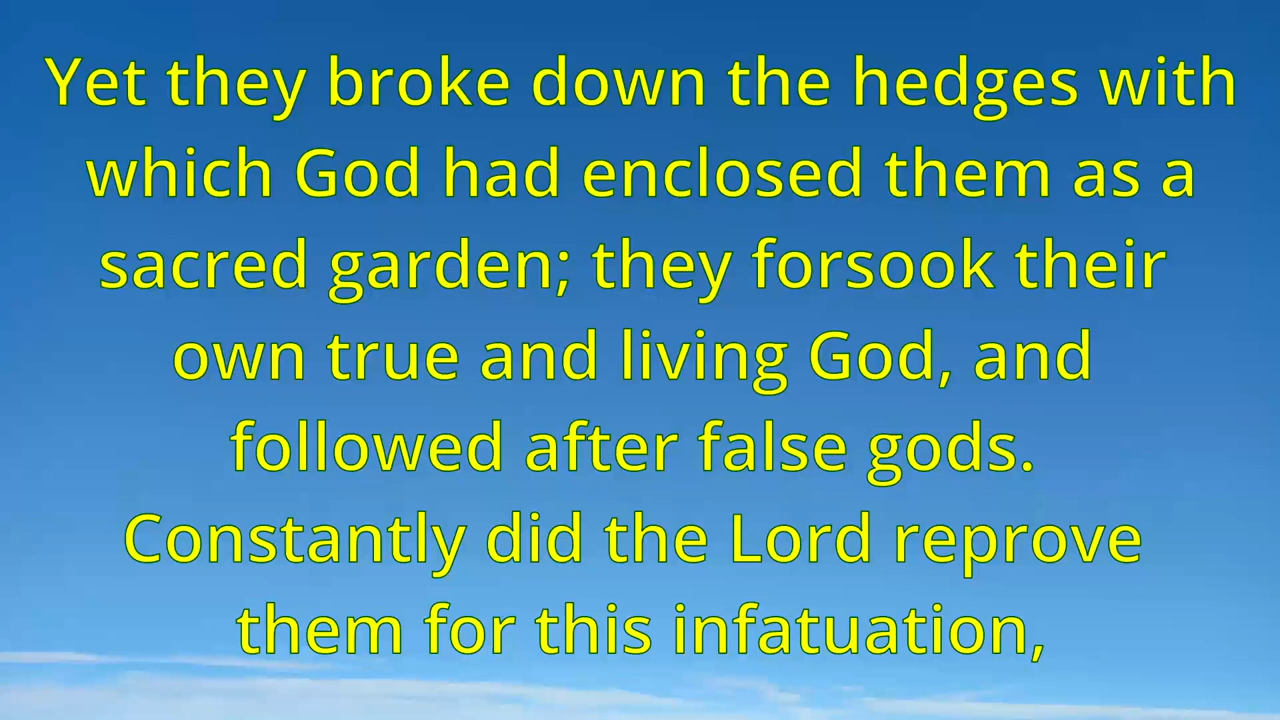 Yet they broke down the hedges with
which God had enclosed them as a
sacred garden; they forsook their
own true and living God, and
followed after false gods.
Constantly did the Lord reprove
them for this infatuation,